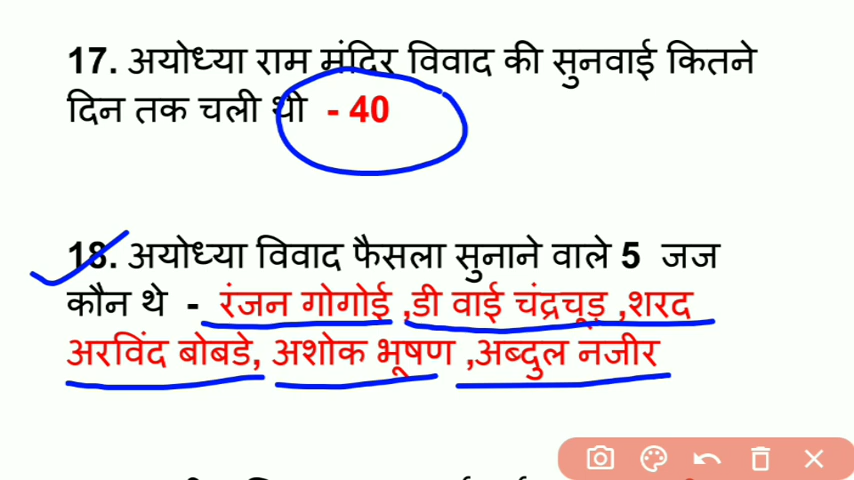 17. अयोध्या राम मंदिर विवाद की सुनवाई कितने
दिन तक चली थी - 40
18. अयोध्या विवाद फैसला सुनाने वाले 5 जज
कौन थे - रंजन गोगोई ,डी वाई चंद्रचूड़ ,शरद
अरविंद बोबडे, अशोक भूषण ,अब्दुल नजीर